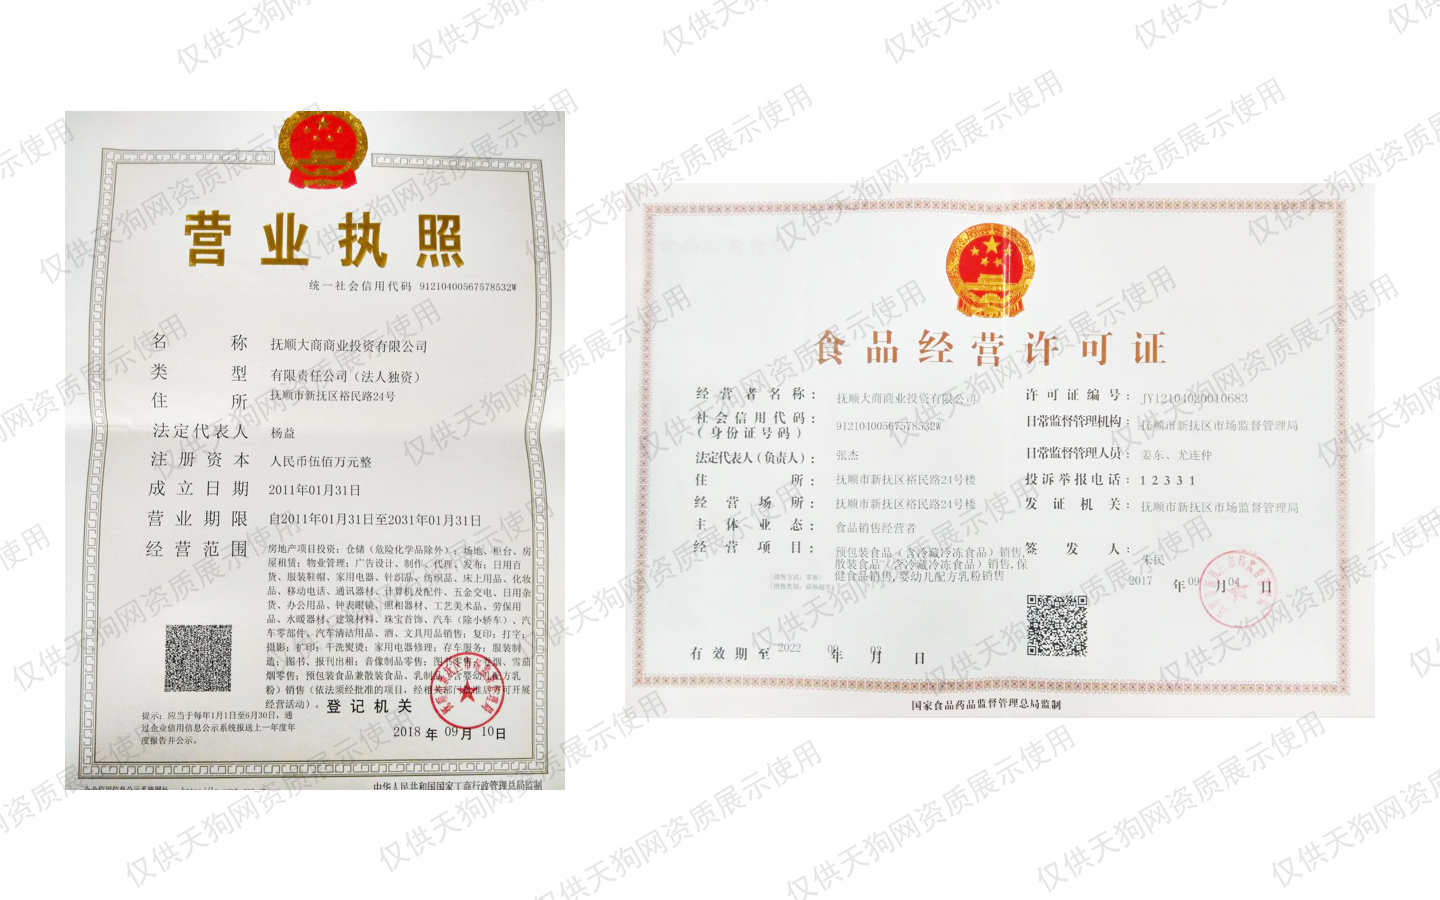 营业执照
统一社会信用代码 91210400567578532W
名称 抚顺大商商业投资有限公司
类型 有限责任公司（法人独资）
住所 抚顺市新抚区裕民路24号
法定代表人 杨益
注册资本 人民币伍佰万元整
成立日期 2011年01月31日
营业期限 自2011年01月31日至2031年01月31日
经营范围 房地产项目投资；仓储（危险化学品除外）；场地、柜台、房
屋租赁；物业管理；广告设计、制作、代理、发布；日用百
货、服装鞋帽、家用电器、针织品、纺织品、床上用品、化妆
品、移动电话、通讯器材、计算机及配件、五金交电、日用杂
货、办公用品、钟表眼镜、照相器材、工艺美术品、劳保用
品、水暖器材、建筑材料、珠宝首饰、汽车（除小轿车）、汽
车零部件、汽车清洁用品、酒、文具用品销售；复印；打字；
摄影；扩印；干洗熨烫；家用电器修理；存车服务；服装制
造；图书、报刊出租；音像制品零售；图书零售；卷烟、雪茄
烟零售；预包装食品兼散装食品、乳制品（含婴幼儿配方乳
粉）销售（依法须经批准的项目，经相关部门批准后方可开展
经营活动）。
登记机关
提示：应当于每年1月1日至6月30日，通
过企业信用信息公示系统报送上一年度年
度报告并公示。
2018年09月10日
中华人民共和国国家工商行政管理总局监制
食品经营许可证
经营者名称：抚顺大商商业投资有限公司
社会信用代码：
（身份证号码）
91210400567578532W
法定代表人（负责人）：张杰
住所：抚顺市新抚区裕民路24号楼
经营场所：抚顺市新抚区裕民路24号楼
主体业态：食品销售经营者
经营项目：预包装食品（含冷藏冷冻食品）销售,
散装食品（含冷藏冷冻食品）销售,保
健食品销售,婴幼儿配方乳粉销售
许可证编号：JY12104020010683
日常监督管理机构：抚顺市新抚区市场监督管理局
日常监督管理人员：姜东、尤连仲
投诉举报电话：12331
发证机关：抚顺市新抚区市场监督管理局
签发人：朱民
2017年09月04日
有效期至2022年09月03日
国家食品药品监督管理总局监制
仅供天狗网资质展示使用